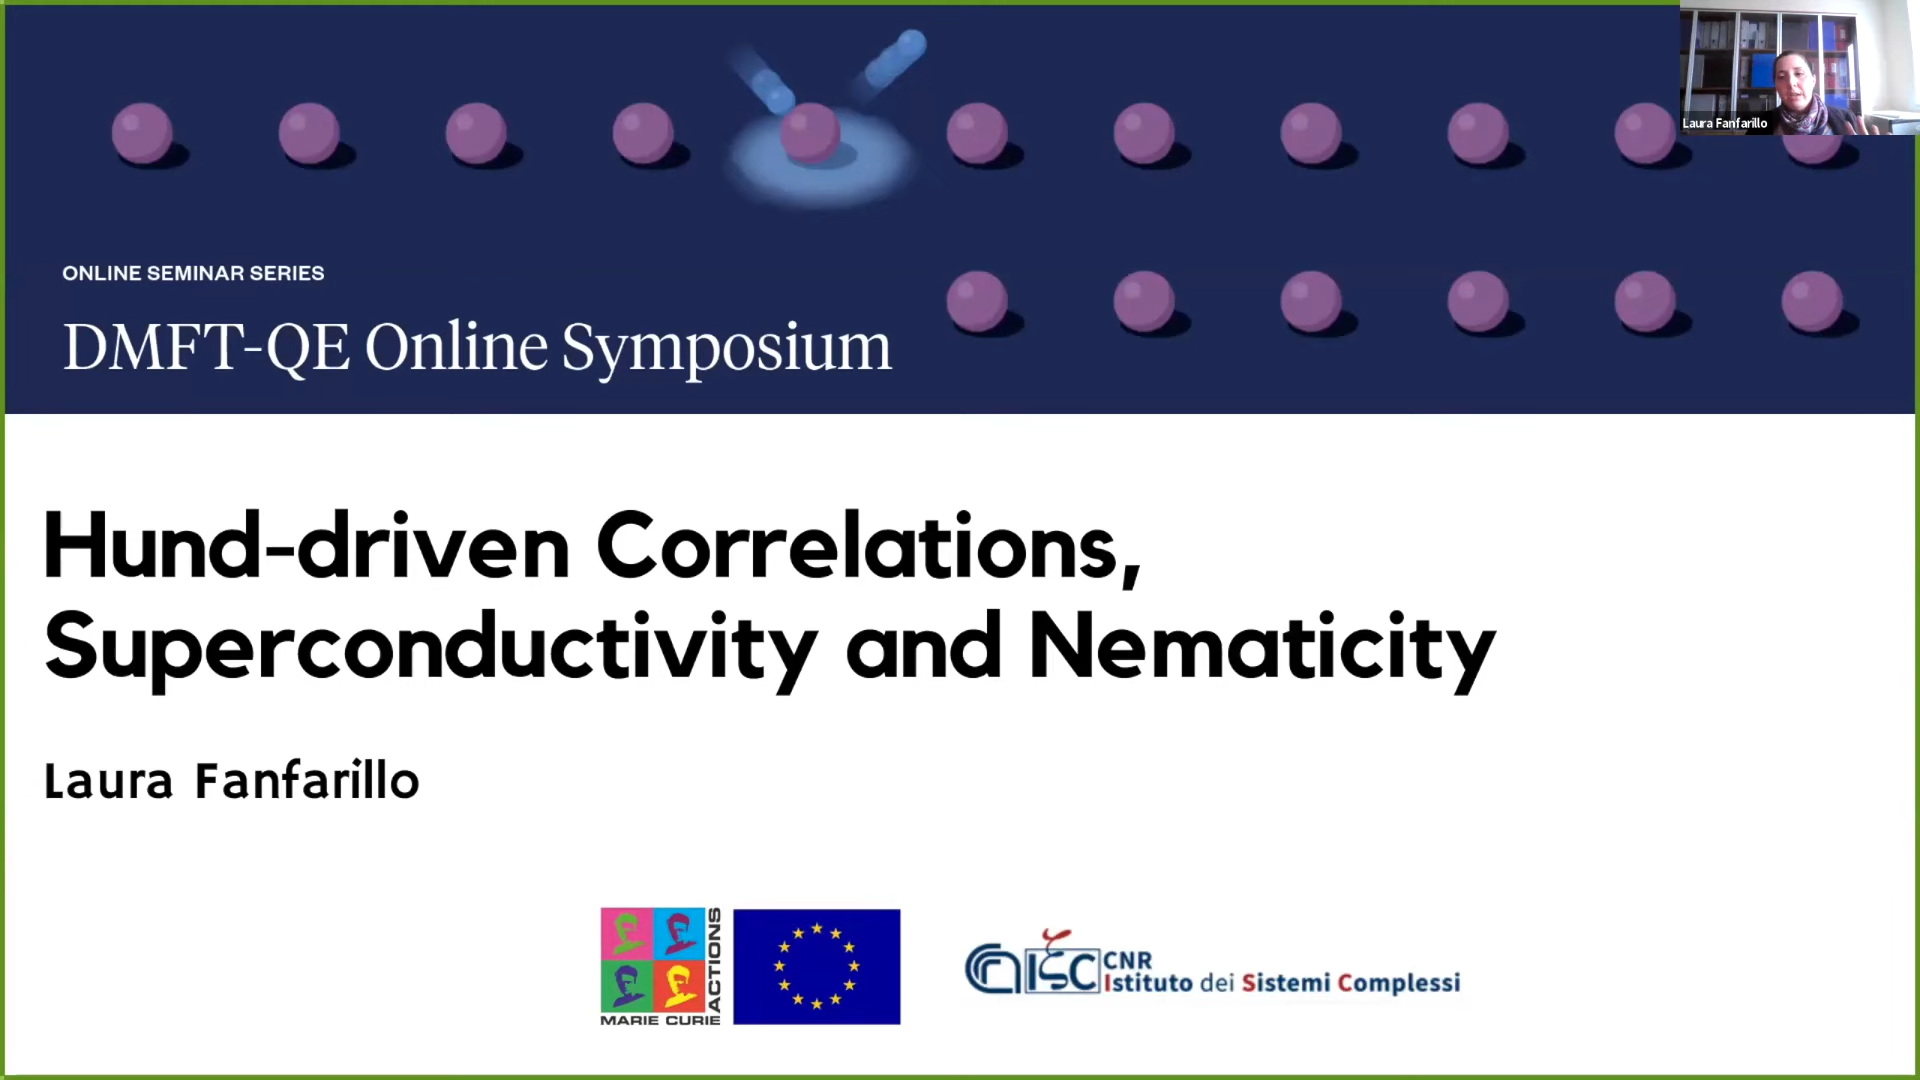 Laura Fanfarillo
ONLINE SEMINAR SERIES
DMFT-QE Online Symposium
Hund-driven Correlations,
Superconductivity and Nematicity
Laura Fanfarillo
ACTIONS
MARIE CURIE
isc
CNR
Istituto dei Sistemi Complessi